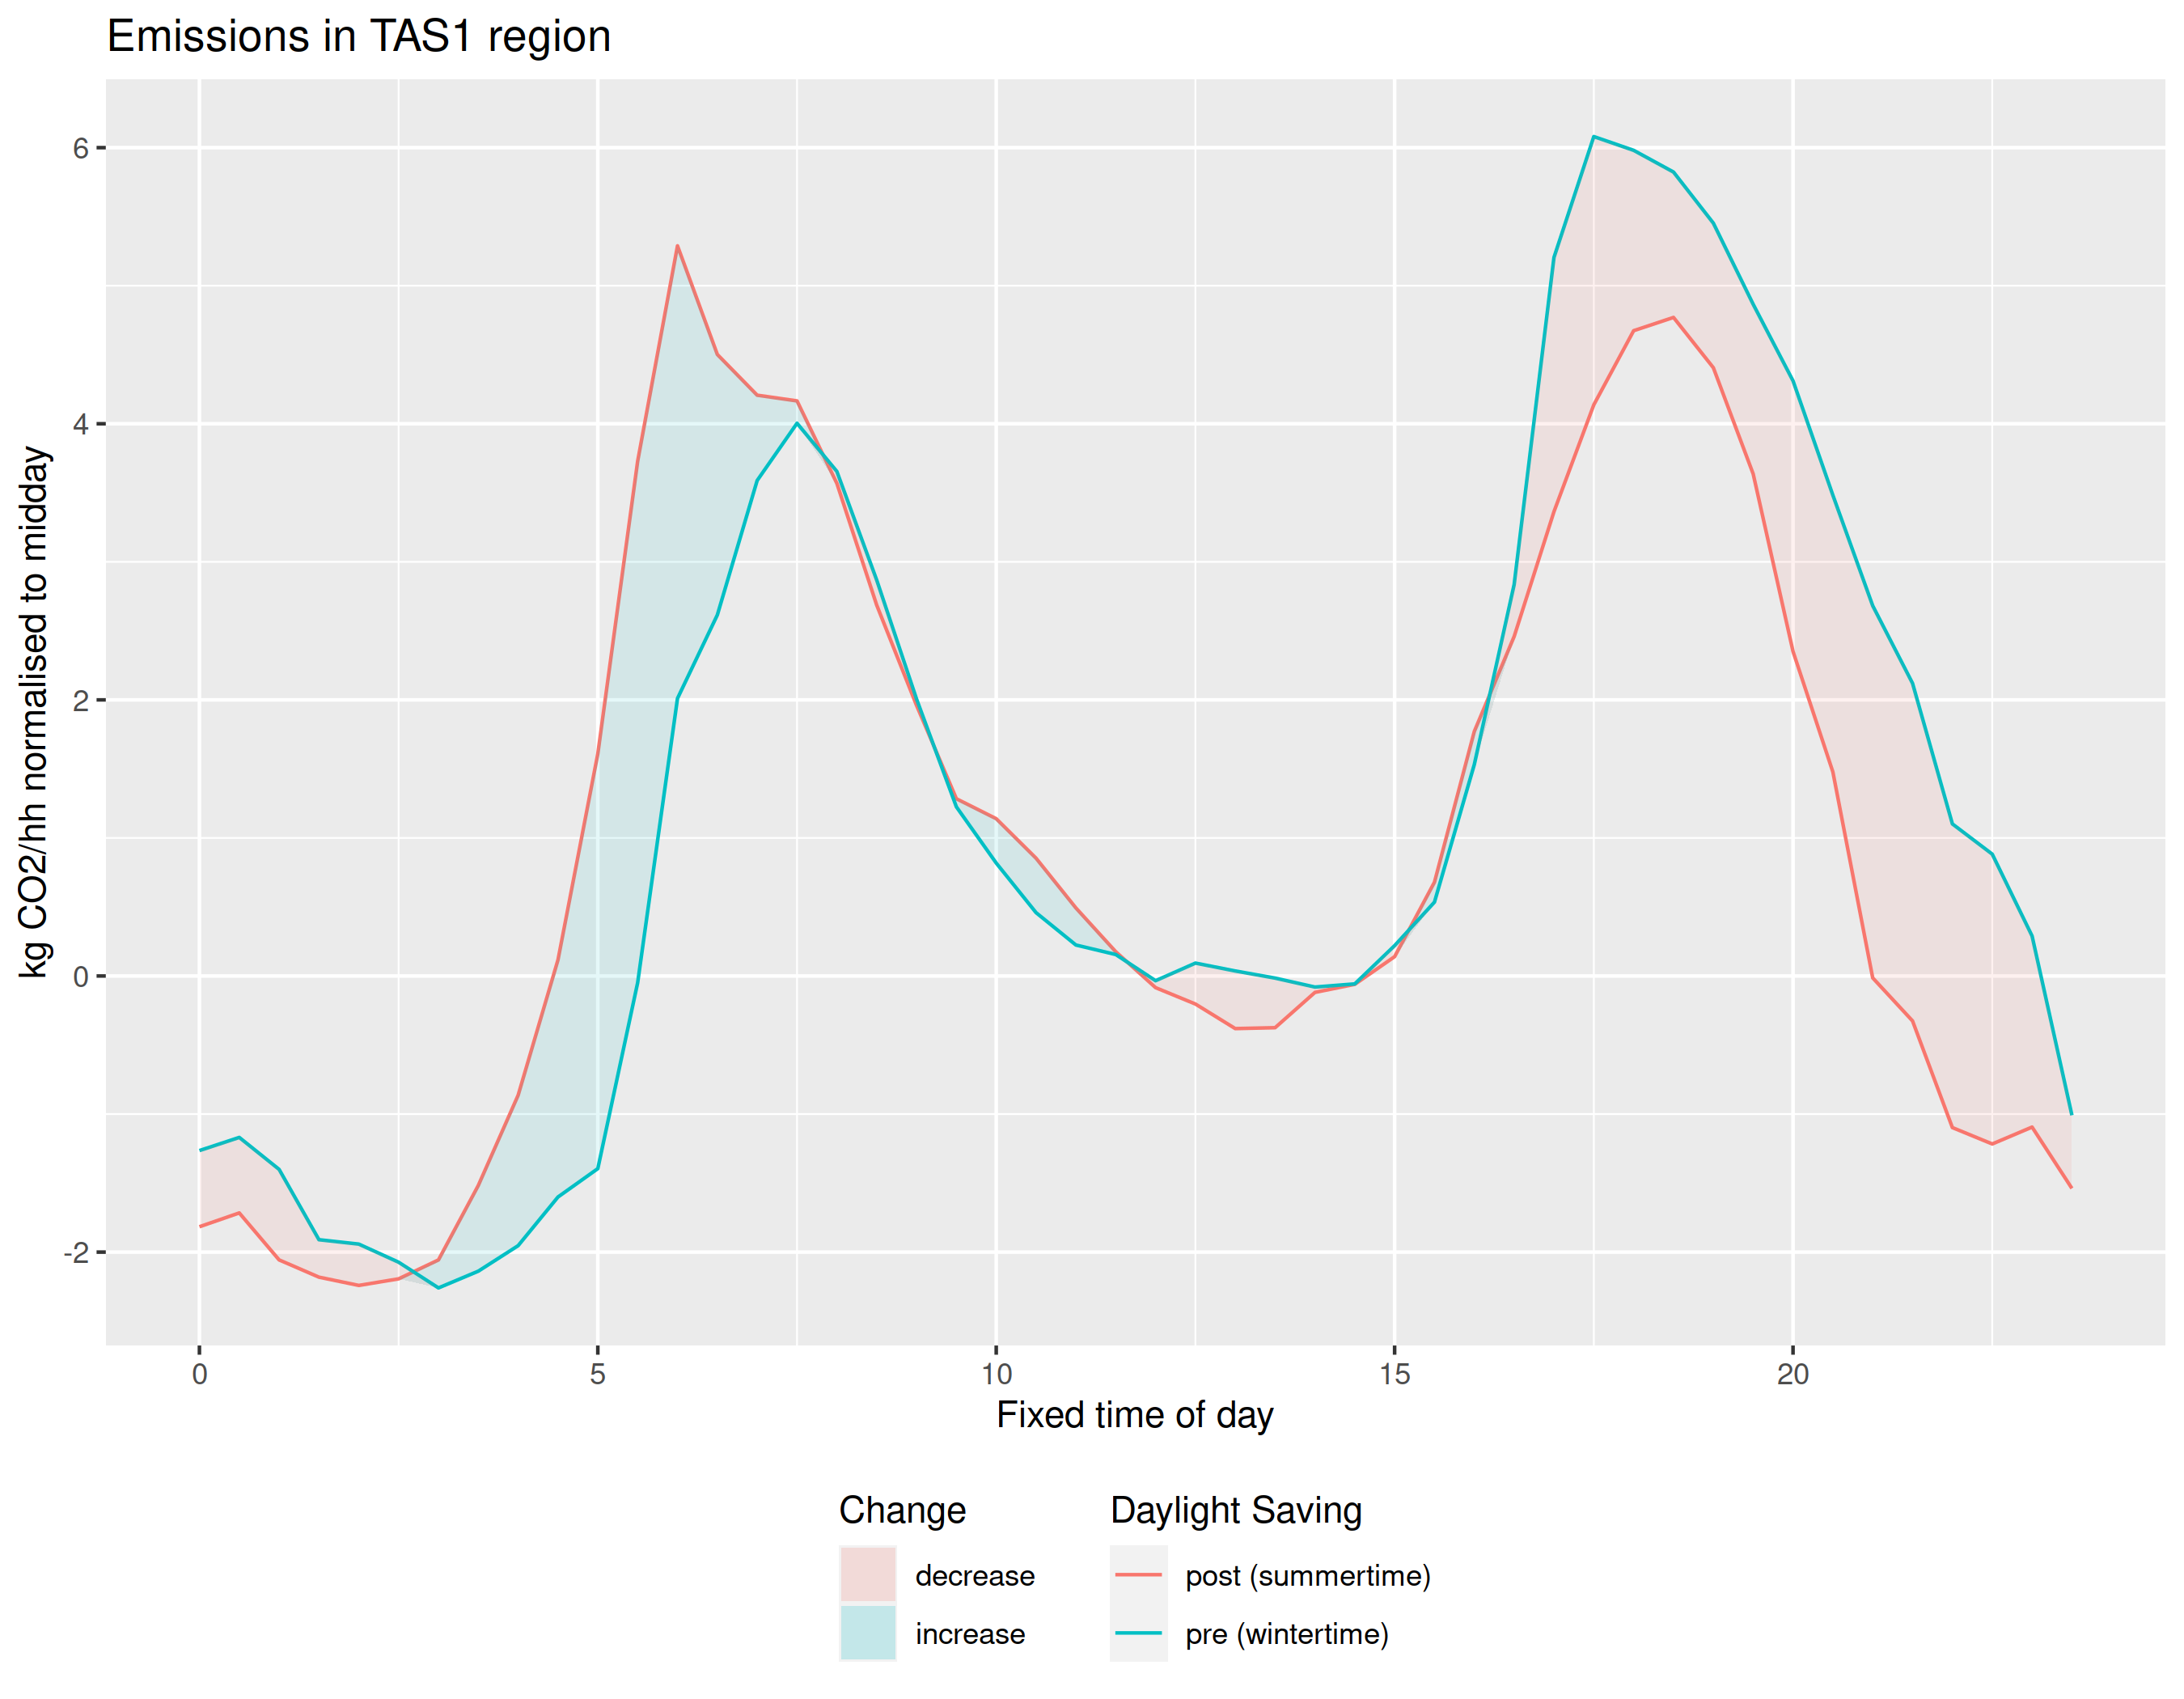 Emissions in TAS1 region
kg CO2/hh normalised to midday
6
4
2
0
-2
0 5 10 15 20
Fixed time of day
Change
decrease
increase
Daylight Saving
post (summertime)
pre (wintertime)